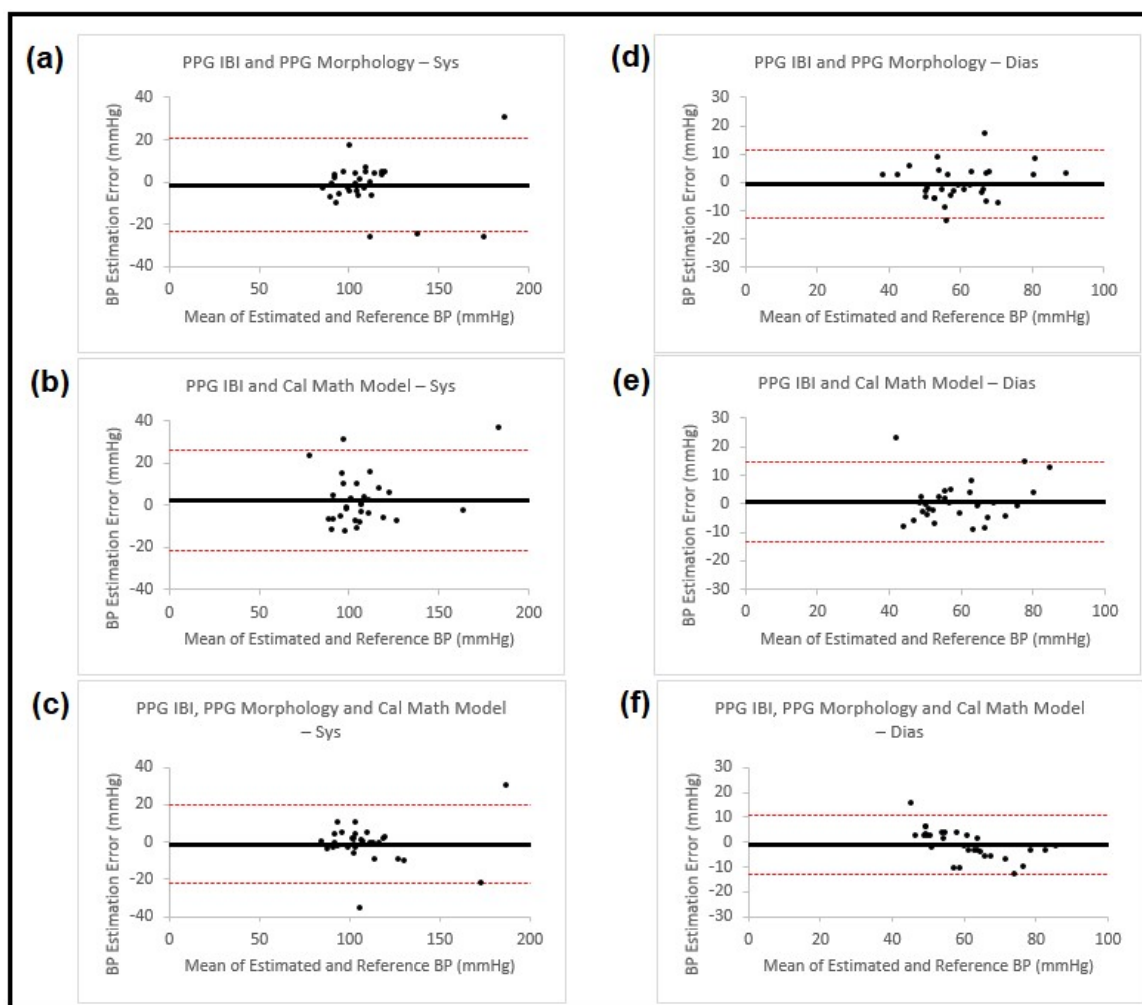 (a)
PPG IBI and PPG Morphology – Sys
BP Estimation Error (mmHg)
40
20
0
-20
-40
0 50 100 150 200
Mean of Estimated and Reference BP (mmHg)
(d)
PPG IBI and PPG Morphology – Dias
BP Estimation Error (mmHg)
30
20
10
0
-10
-20
-30
0 20 40 60 80 100
Mean of Estimated and Reference BP (mmHg)
(b)
PPG IBI and Cal Math Model – Sys
BP Estimation Error (mmHg)
40
20
0
-20
-40
0 50 100 150 200
Mean of Estimated and Reference BP (mmHg)
(e)
PPG IBI and Cal Math Model – Dias
BP Estimation Error (mmHg)
30
20
10
0
-10
-20
-30
0 20 40 60 80 100
Mean of Estimated and Reference BP (mmHg)
(c)
PPG IBI, PPG Morphology and Cal Math Model
– Sys
BP Estimation Error (mmHg)
40
20
0
-20
-40
0 50 100 150 200
Mean of Estimated and Reference BP (mmHg)
(f)
PPG IBI, PPG Morphology and Cal Math Model
– Dias
BP Estimation Error (mmHg)
30
20
10
0
-10
-20
-30
0 20 40 60 80 100
Mean of Estimated and Reference BP (mmHg)